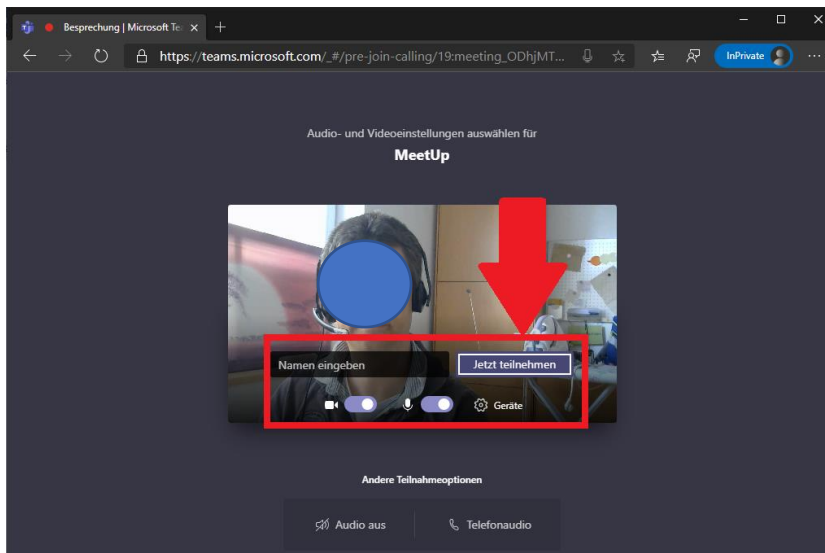 Besprechung | Microsoft Te
https://teams.microsoft.com/_#/pre-join-calling/19:meeting_ODhjMT...
InPrivate
Audio- und Videoeinstellungen auswählen für
MeetUp
Namen eingeben
Jetzt teilnehmen
Geräte
Andere Teilnahmeoptionen
Audio aus
Telefonaudio